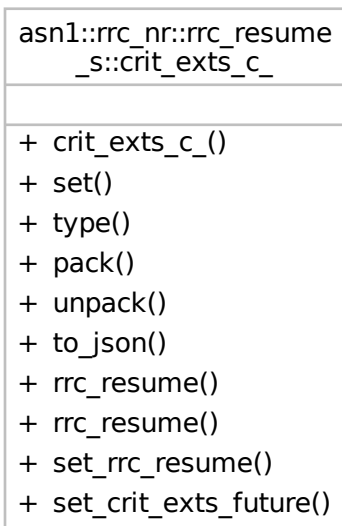 asn1::rrc_nr::rrc_resume
_s::crit_exts_c_
+ crit_exts_c_()
+ set()
+ type()
+ pack()
+ unpack()
+ to_json()
+ rrc_resume()
+ rrc_resume()
+ set_rrc_resume()
+ set_crit_exts_future()